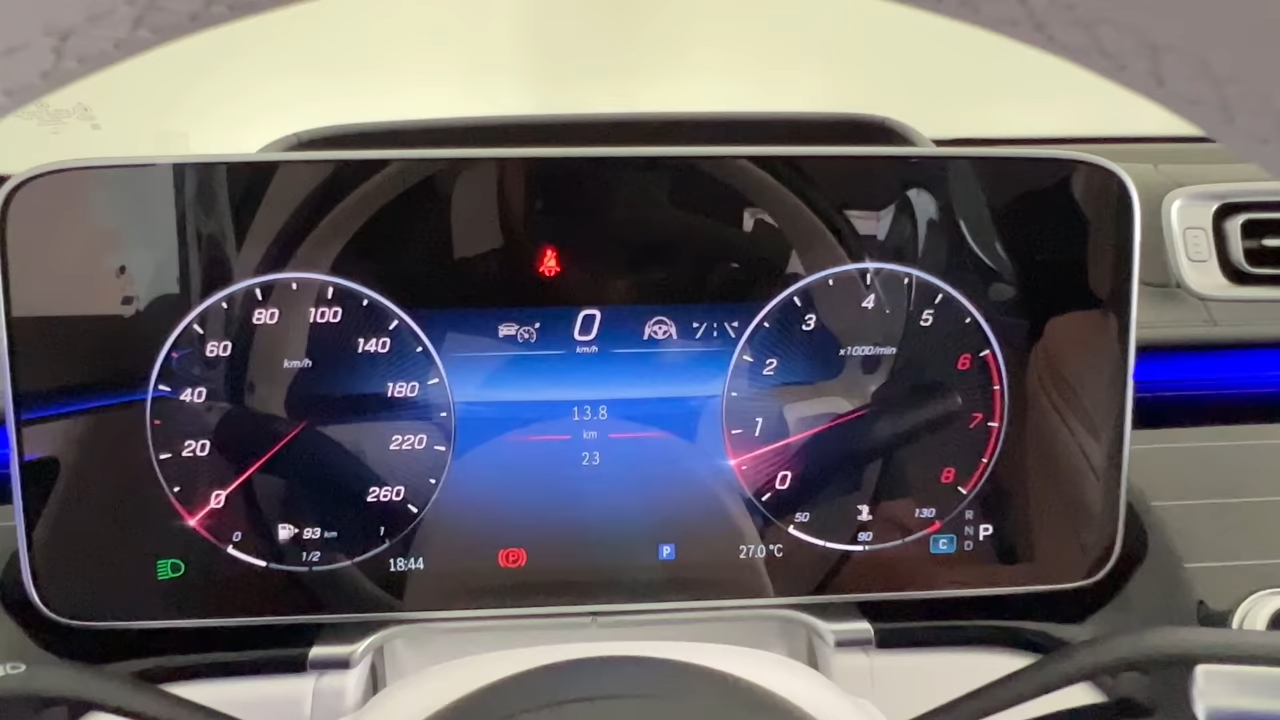 0 km/h
80 100
60 140
km/h
40 180
20 220
0 260
93 km
0 1/2 1
18:44
13.8
km
23
4
3 5
x1000/min
2 6
1 7
0 8
50 90 130
P
P
27.0 °C
C
R
N
D
P